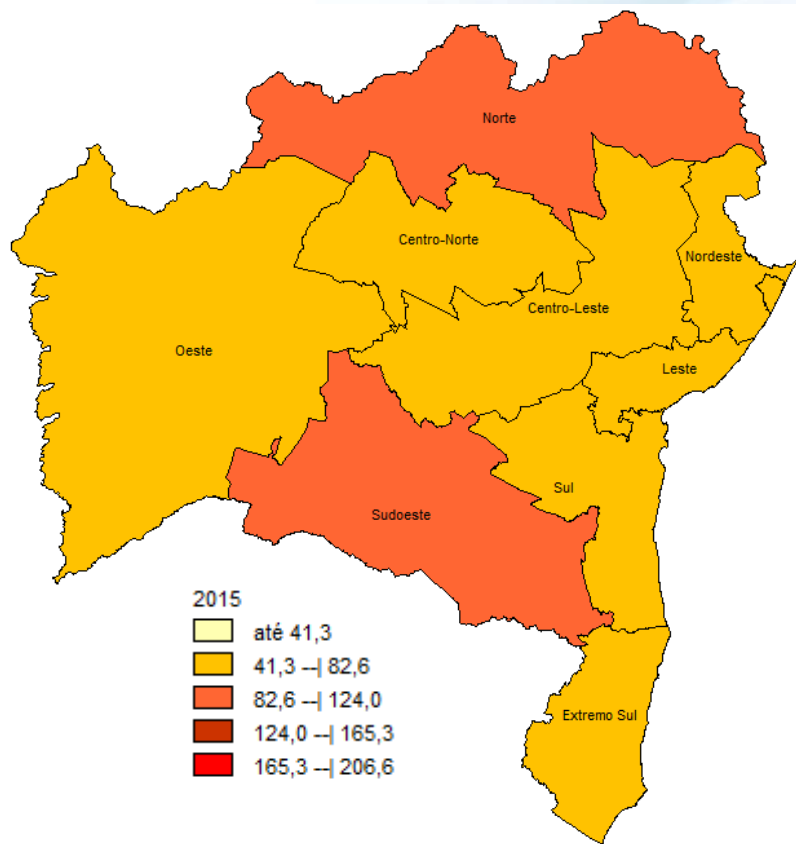 Norte
Centro-Norte
Nordeste
Centro-Leste
Oeste
Leste
Sul
Sudoeste
2015
até 41,3
41,3 --| 82,6
82,6 --| 124,0
124,0 --| 165,3
165,3 --| 206,6
Extremo Sul